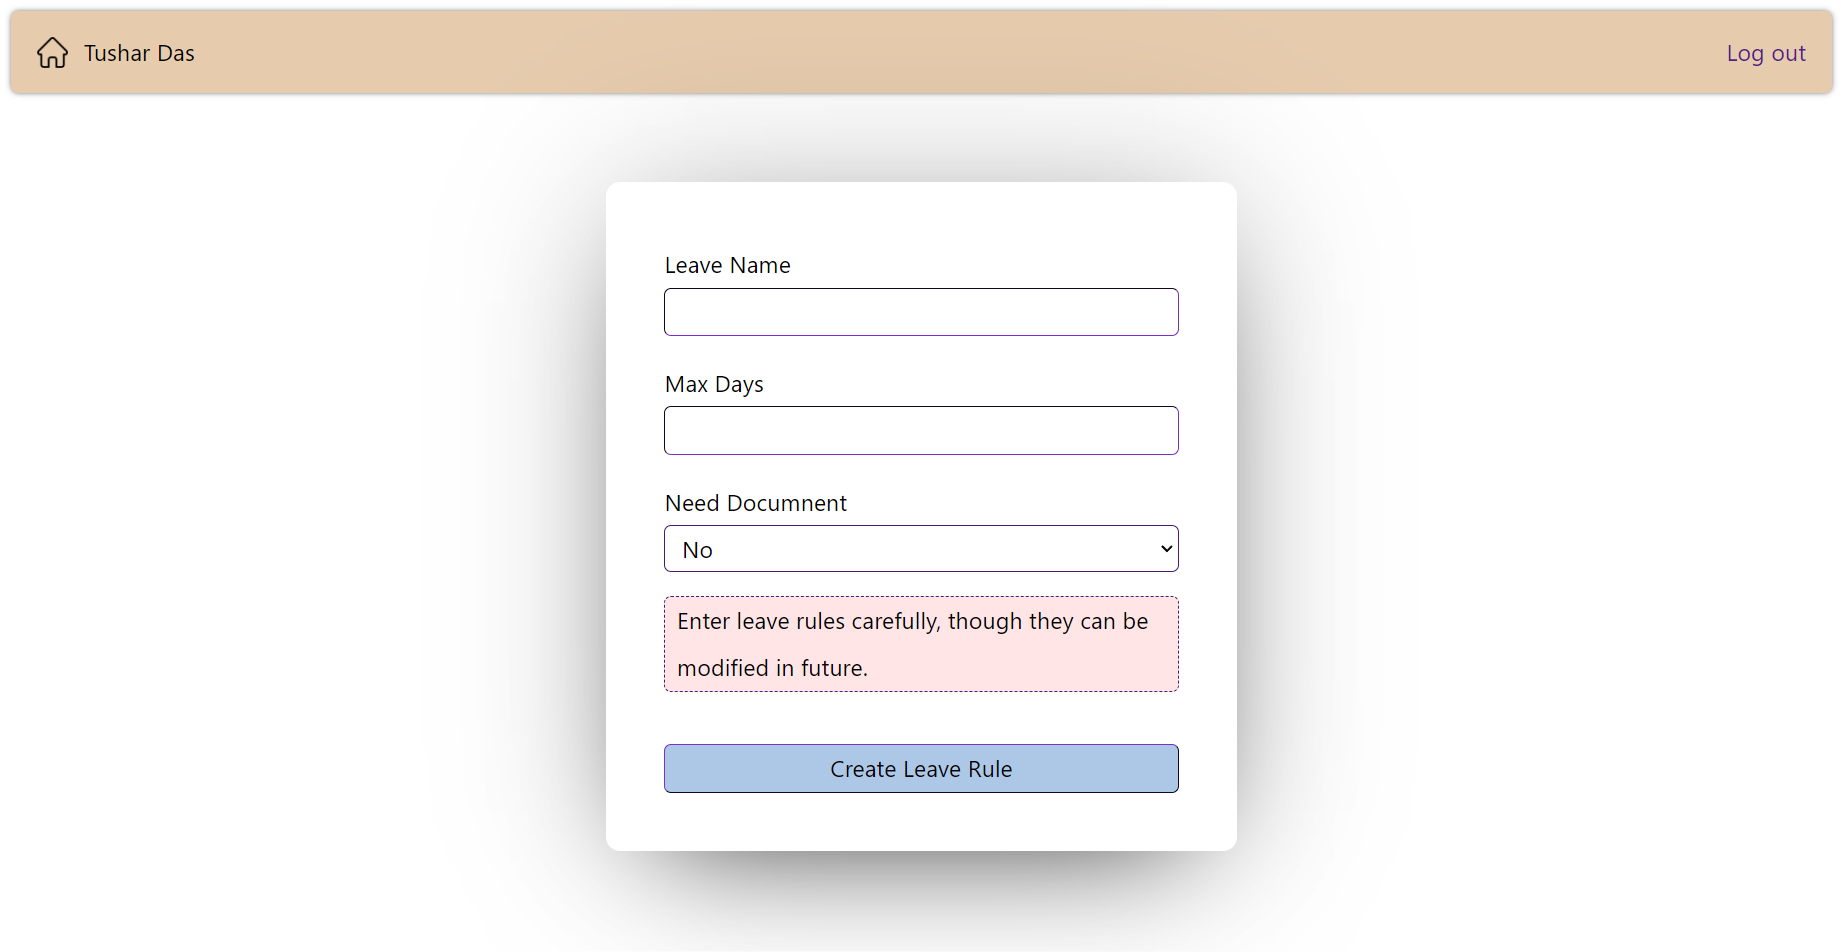 Tushar Das
Log out
Leave Name
Max Days
Need Documnent
No
Enter leave rules carefully, though they can be
modified in future.
Create Leave Rule